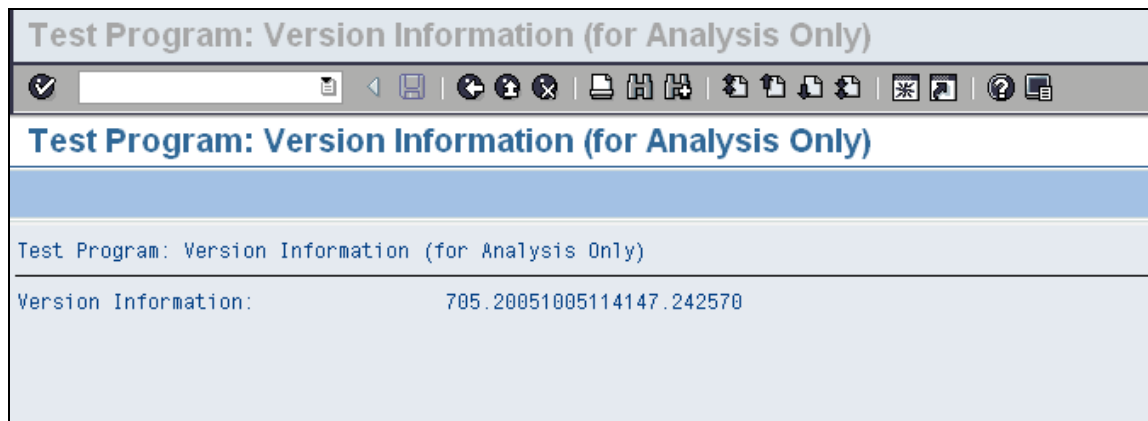 Test Program: Version Information (for Analysis Only)
Test Program: Version Information (for Analysis Only)
Test Program: Version Information (for Analysis Only)
Version Information: 705.20051005114147.242570